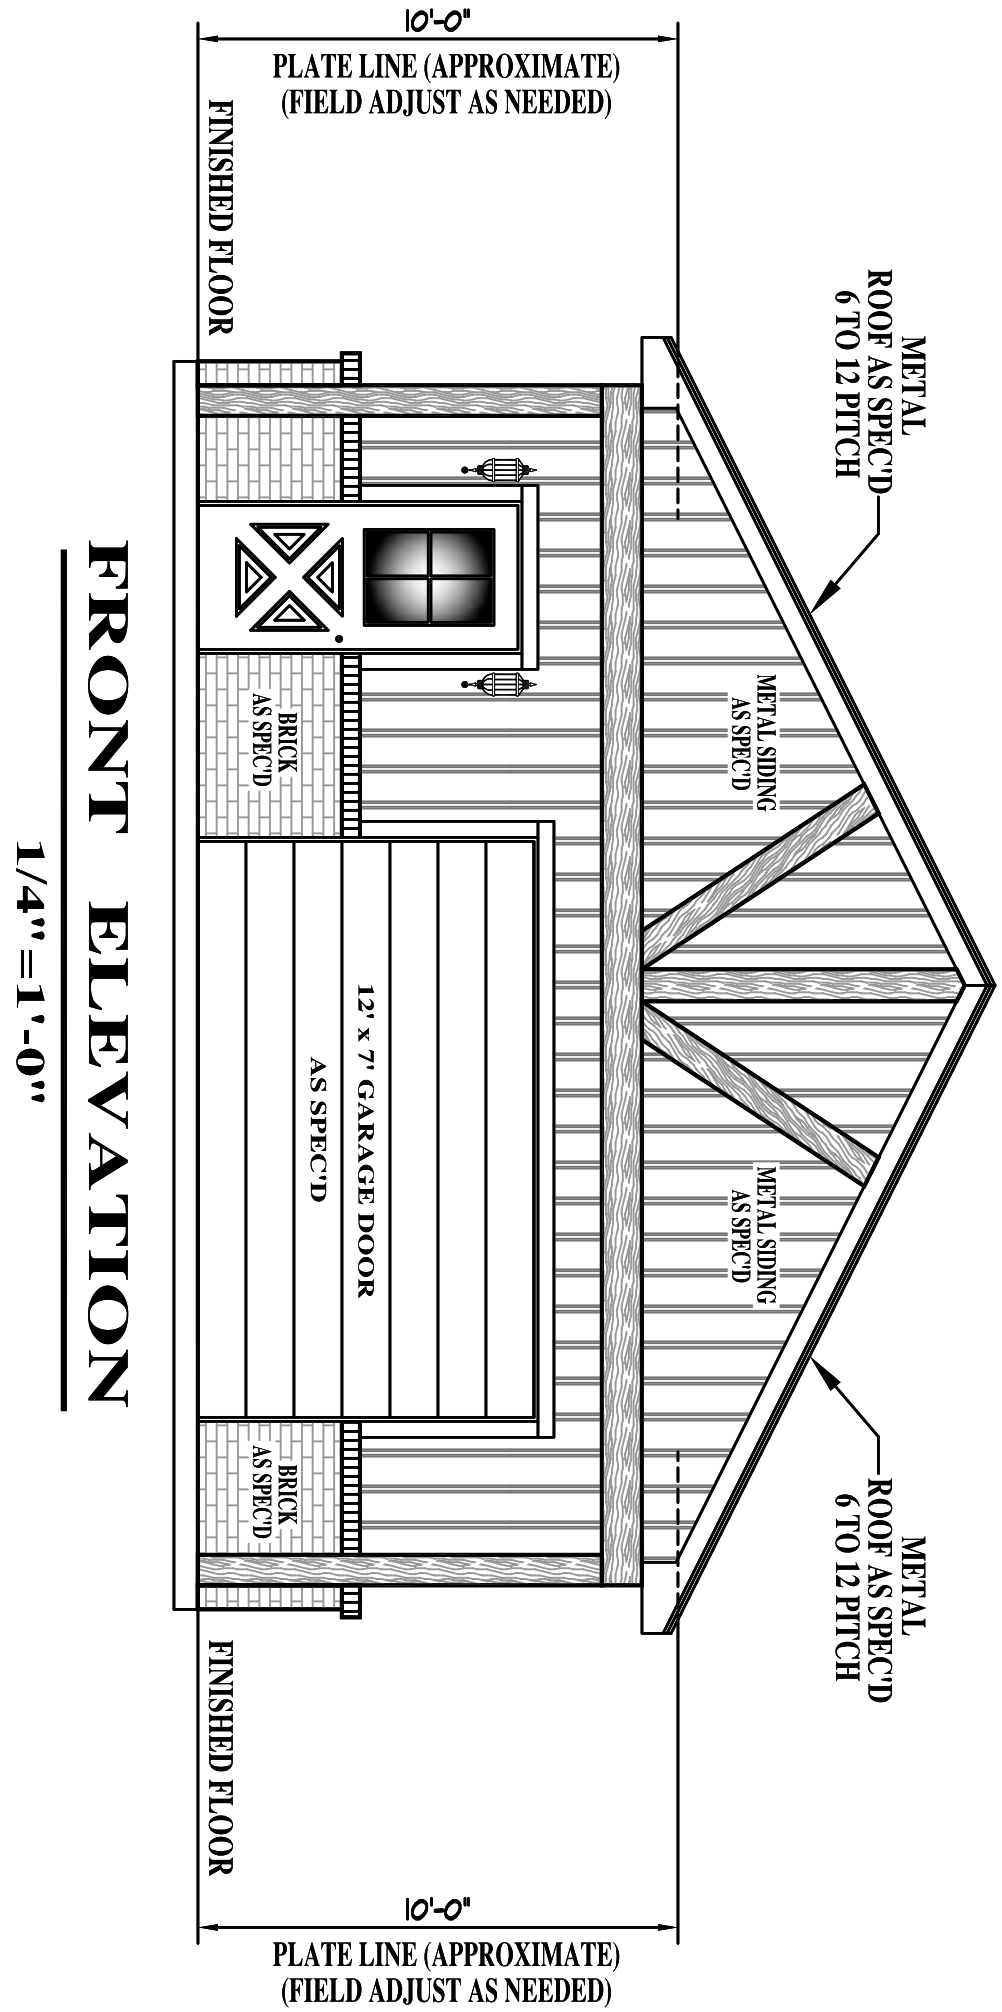 METAL
ROOF AS SPEC'D
6 TO 12 PITCH
METAL
ROOF AS SPEC'D
6 TO 12 PITCH
METAL SIDING
AS SPEC'D
METAL SIDING
AS SPEC'D
10'-0"
PLATE LINE (APPROXIMATE)
(FIELD ADJUST AS NEEDED)
10'-0"
PLATE LINE (APPROXIMATE)
(FIELD ADJUST AS NEEDED)
12' x 7' GARAGE DOOR
AS SPEC'D
BRICK
AS SPEC'D
BRICK
AS SPEC'D
FINISHED FLOOR
FINISHED FLOOR
FRONT ELEVATION
1/4"=1'-0"